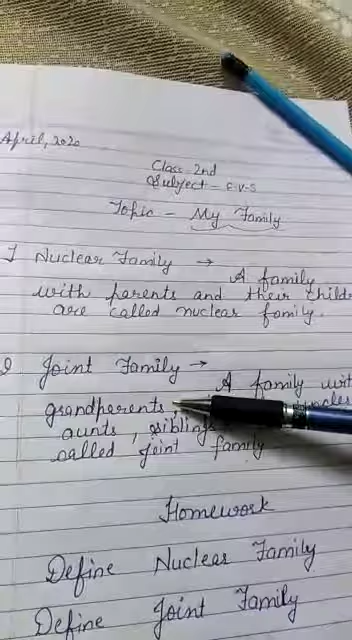 April, 2020
Class 2nd
Subject - E.V.S
Topic - My Family
1 Nuclear Family → A family
with parents and their child
are called nuclear family.
2 Joint Family → A family with
grandparents,
aunts, siblings
called joint family
Homework
Define Nuclear Family
Define Joint Family